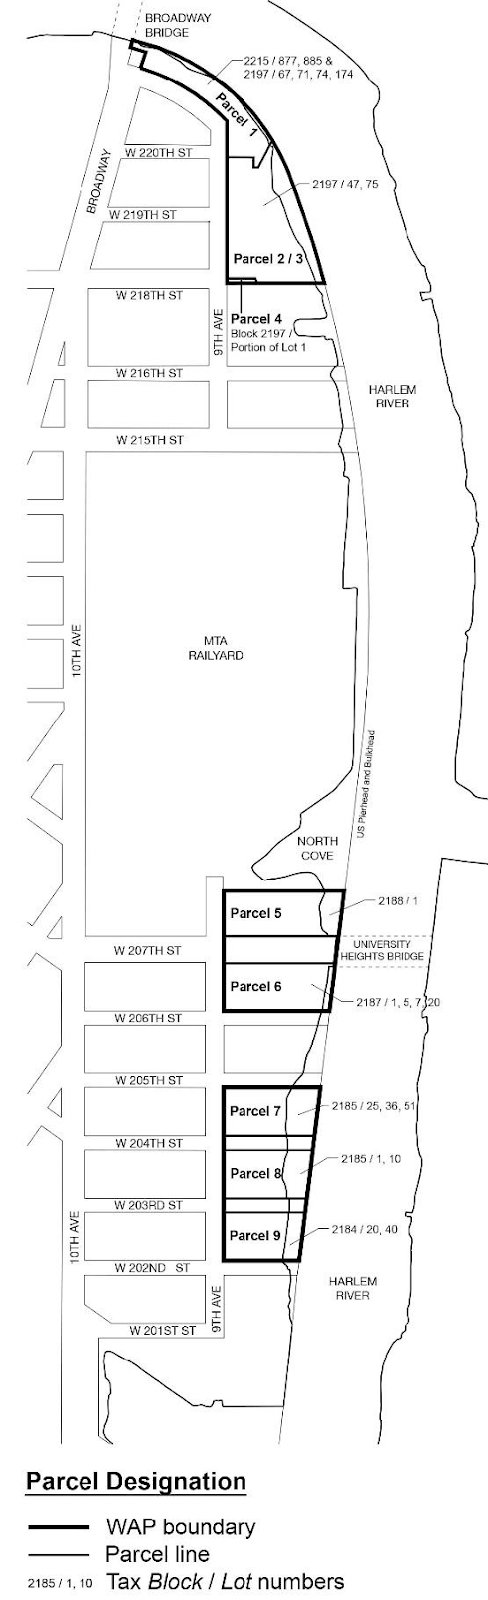 BROADWAY
BRIDGE
2215 / 877, 885 &
2197 / 67, 71, 74, 174
Parcel 1
W 220TH ST
BROADWAY
2197 / 47, 75
W 219TH ST
Parcel 2 / 3
W 218TH ST
9TH AVE
Parcel 4
Block 2197 /
Portion of Lot 1
W 216TH ST
HARLEM
RIVER
W 215TH ST
10TH AVE
MTA
RAILYARD
US Pierhead and Bulkhead
NORTH
COVE
2188 / 1
Parcel 5
W 207TH ST
UNIVERSITY
HEIGHTS BRIDGE
Parcel 6
2187 / 1, 5, 7, 20
W 206TH ST
W 205TH ST
Parcel 7
2185 / 25, 36, 51
W 204TH ST
2185 / 1, 10
Parcel 8
W 203RD ST
10TH AVE
Parcel 9
2184 / 20, 40
W 202ND ST
HARLEM
RIVER
9TH AVE
W 201ST ST
Parcel Designation
WAP boundary
Parcel line
2185 / 1, 10 Tax Block / Lot numbers